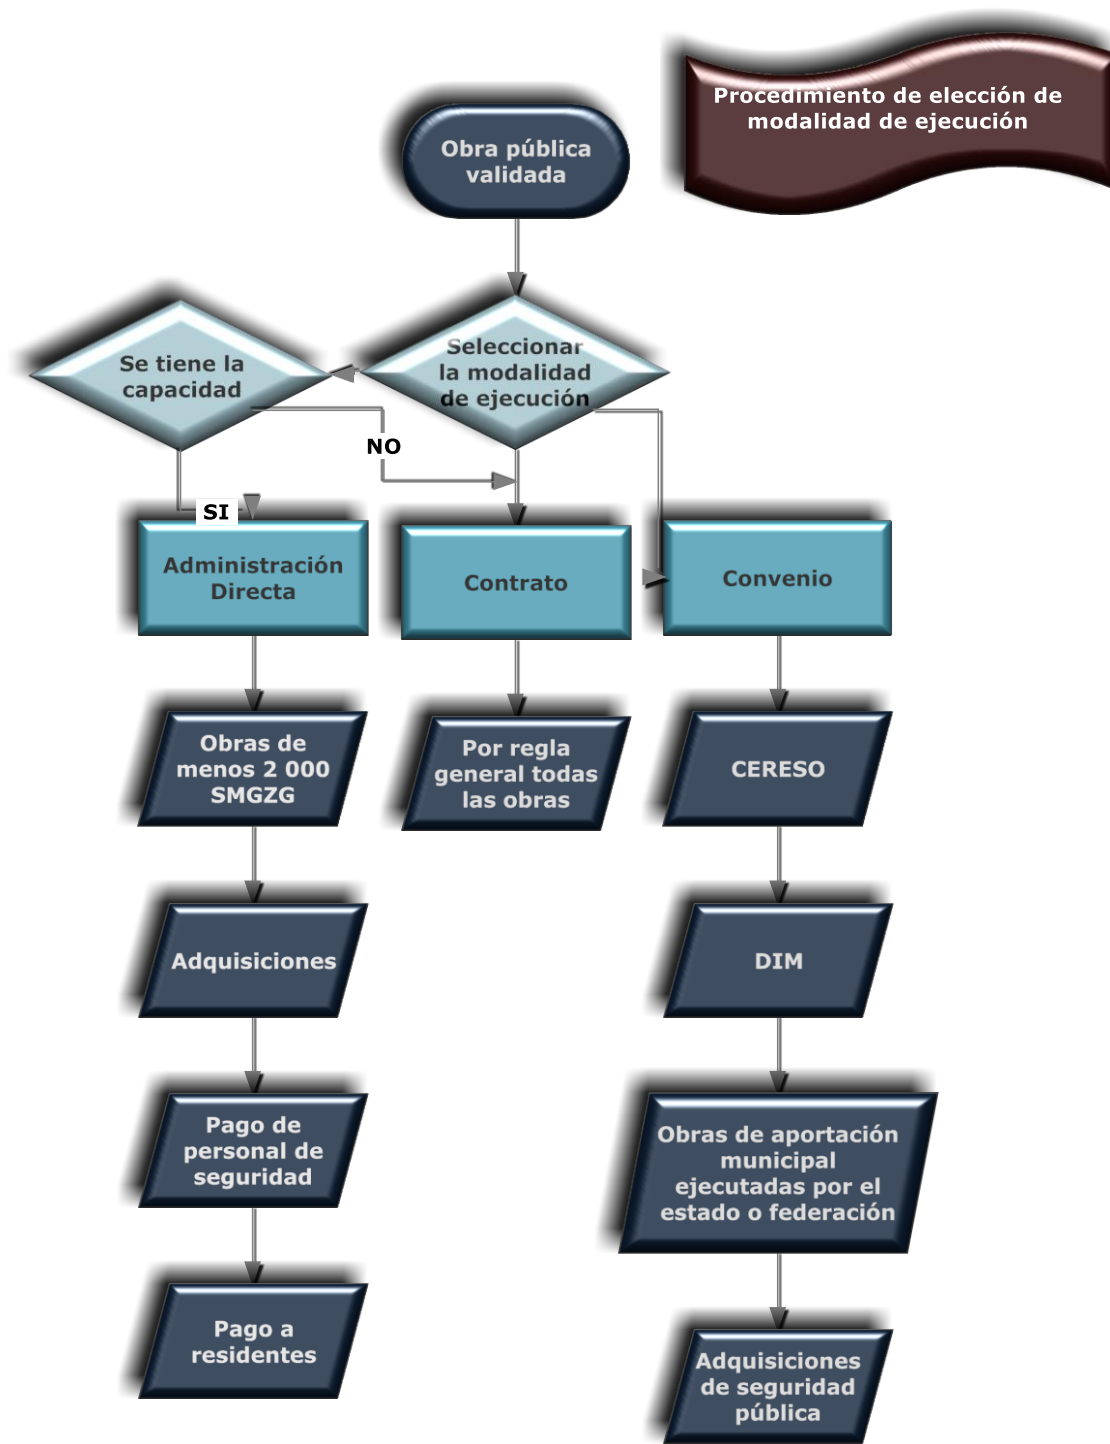 Procedimiento de elección de
modalidad de ejecución
Obra pública
validada
Se tiene la
capacidad
Seleccionar
la modalidad
de ejecución
NO
SI
Administración
Directa
Contrato
Convenio
Obras de
menos 2 000
SMGZG
Por regla
general todas
las obras
CERESO
Adquisiciones
DIM
Pago de
personal de
seguridad
Obras de aportación
municipal
ejecutadas por el
estado o federación
Pago a
residentes
Adquisiciones
de seguridad
pública